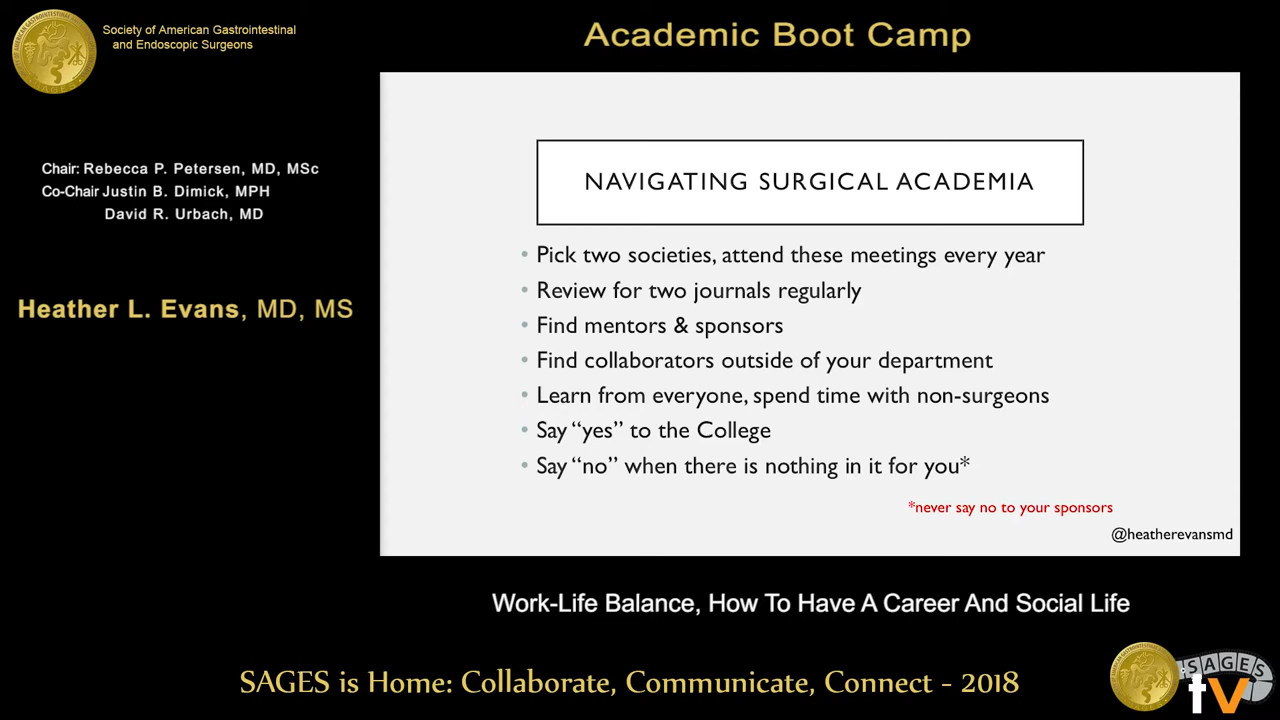 Society of American Gastrointestinal
and Endoscopic Surgeons
Academic Boot Camp
Chair: Rebecca P. Petersen, MD, MSc
Co-Chair Justin B. Dimick, MPH
David R. Urbach, MD
Heather L. Evans, MD, MS
NAVIGATING SURGICAL ACADEMIA
• Pick two societies, attend these meetings every year
• Review for two journals regularly
• Find mentors & sponsors
• Find collaborators outside of your department
• Learn from everyone, spend time with non-surgeons
• Say “yes” to the College
• Say “no” when there is nothing in it for you*
*never say no to your sponsors
@heatherevansmd
Work-Life Balance, How To Have A Career And Social Life
SAGES is Home: Collaborate, Communicate, Connect - 2018
SAGES
tv